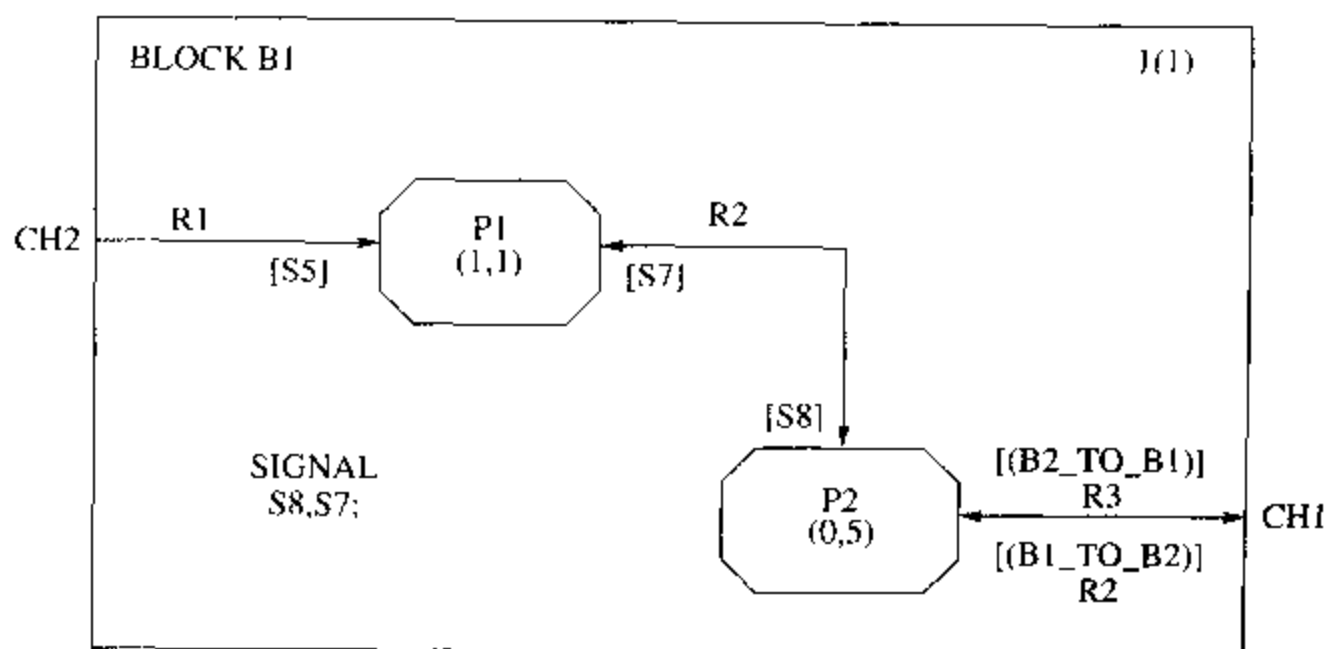 BLOCK B1
1(1)
CH2
R1
[S5]
P1
(1,1)
R2
[S7]
[S8]
SIGNAL
S8,S7;
P2
(0,5)
[(B2_TO_B1)]
R3
CH1
[(B1_TO_B2)]
R2